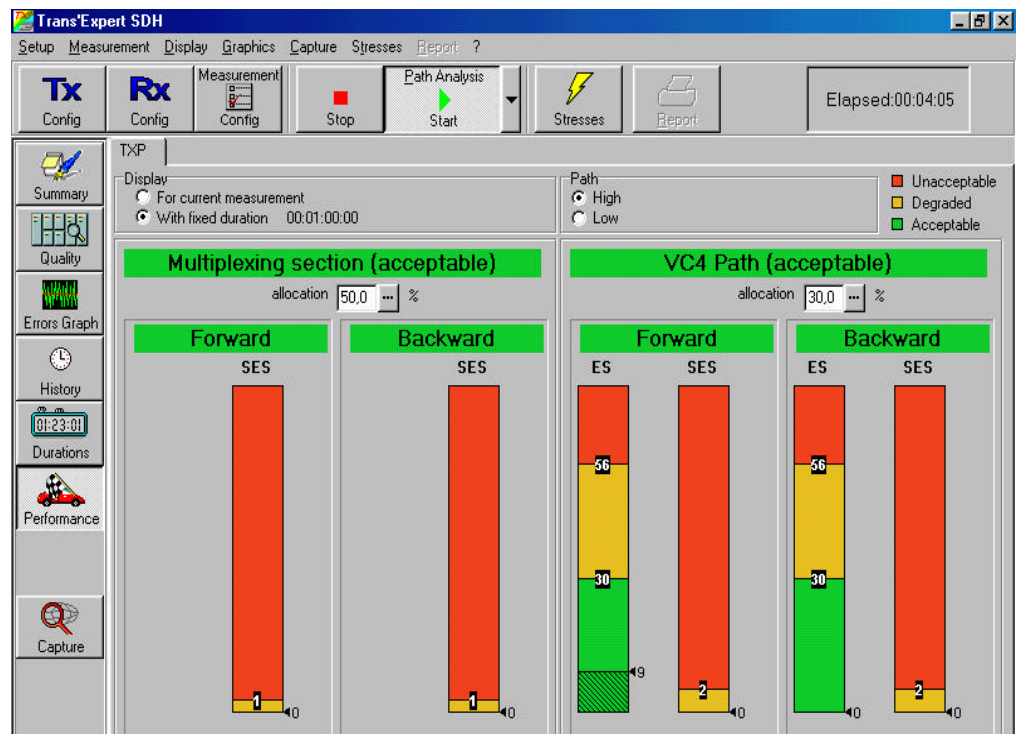 Trans'Expert SDH
Setup Measurement Display Graphics Capture Stresses Report ?
Tx Config
Rx Config
Measurement Config
Stop
Path Analysis Start
Stresses
Report
Elapsed:00:04:05
Summary
Quality
Errors Graph
History
01:23:01
Durations
Performance
Capture
TXP
Display
For current measurement
With fixed duration 00:01:00:00
Path
High
Low
Unacceptable
Degraded
Acceptable
Multiplexing section (acceptable)
allocation 50,0 ... %
Forward
SES
1
0
Backward
SES
1
0
VC4 Path (acceptable)
allocation 30,0 ... %
Forward
ES SES
56
30
9
2
0
Backward
ES SES
56
30
0
2
0